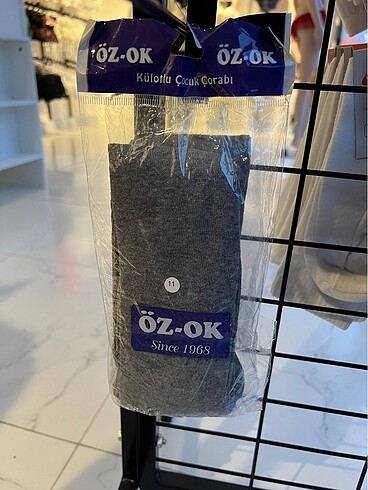 ÖZ-OK ÖZ-OK
Külotlu Çocuk Çorabı
11
ÖZ-OK
Since 1968